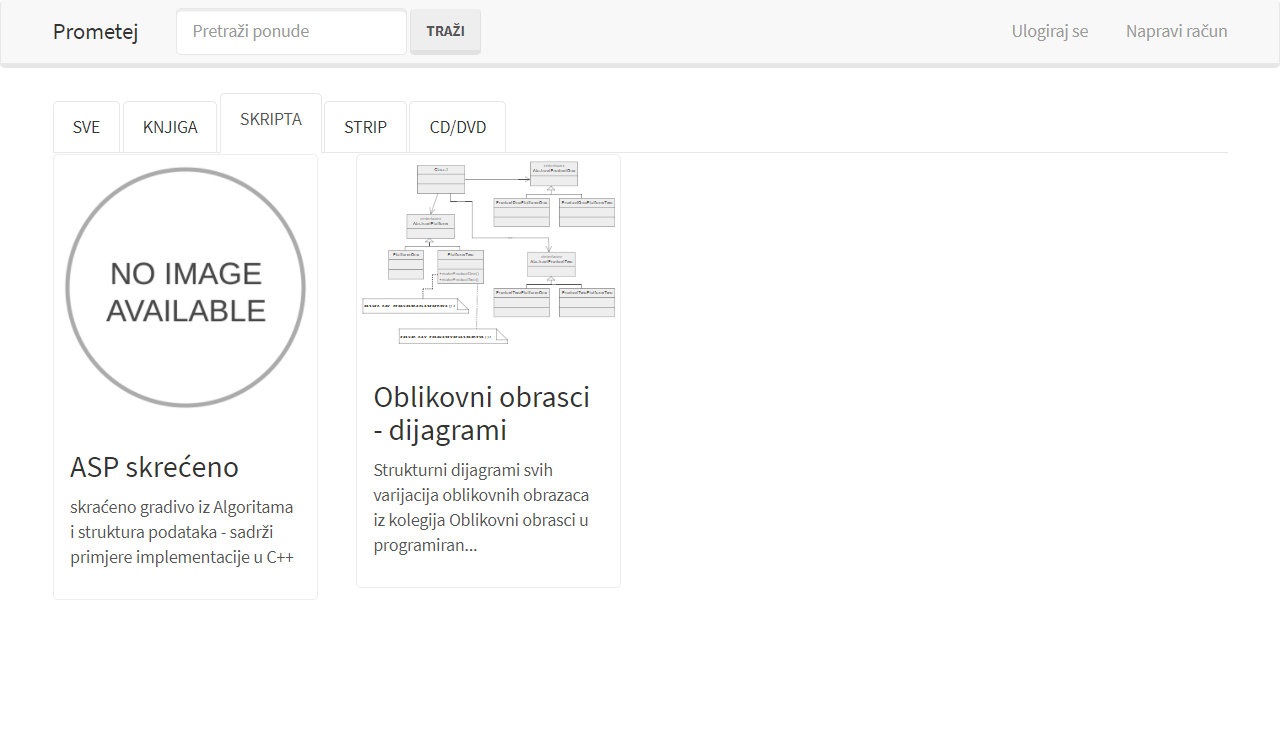 Prometej
Pretraži ponude
TRAŽI
Ulogiraj se
Napravi račun
SVE
KNJIGA
SKRIPTA
STRIP
CD/DVD
NO IMAGE
AVAILABLE
ASP skrećeno
skraćeno gradivo iz Algoritama
i struktura podataka - sadrži
primjere implementacije u C++
Oblikovni obrasci
- dijagrami
Strukturni dijagrami svih
varijacija oblikovnih obrazaca
iz kolegija Oblikovni obrasci u
programiran...